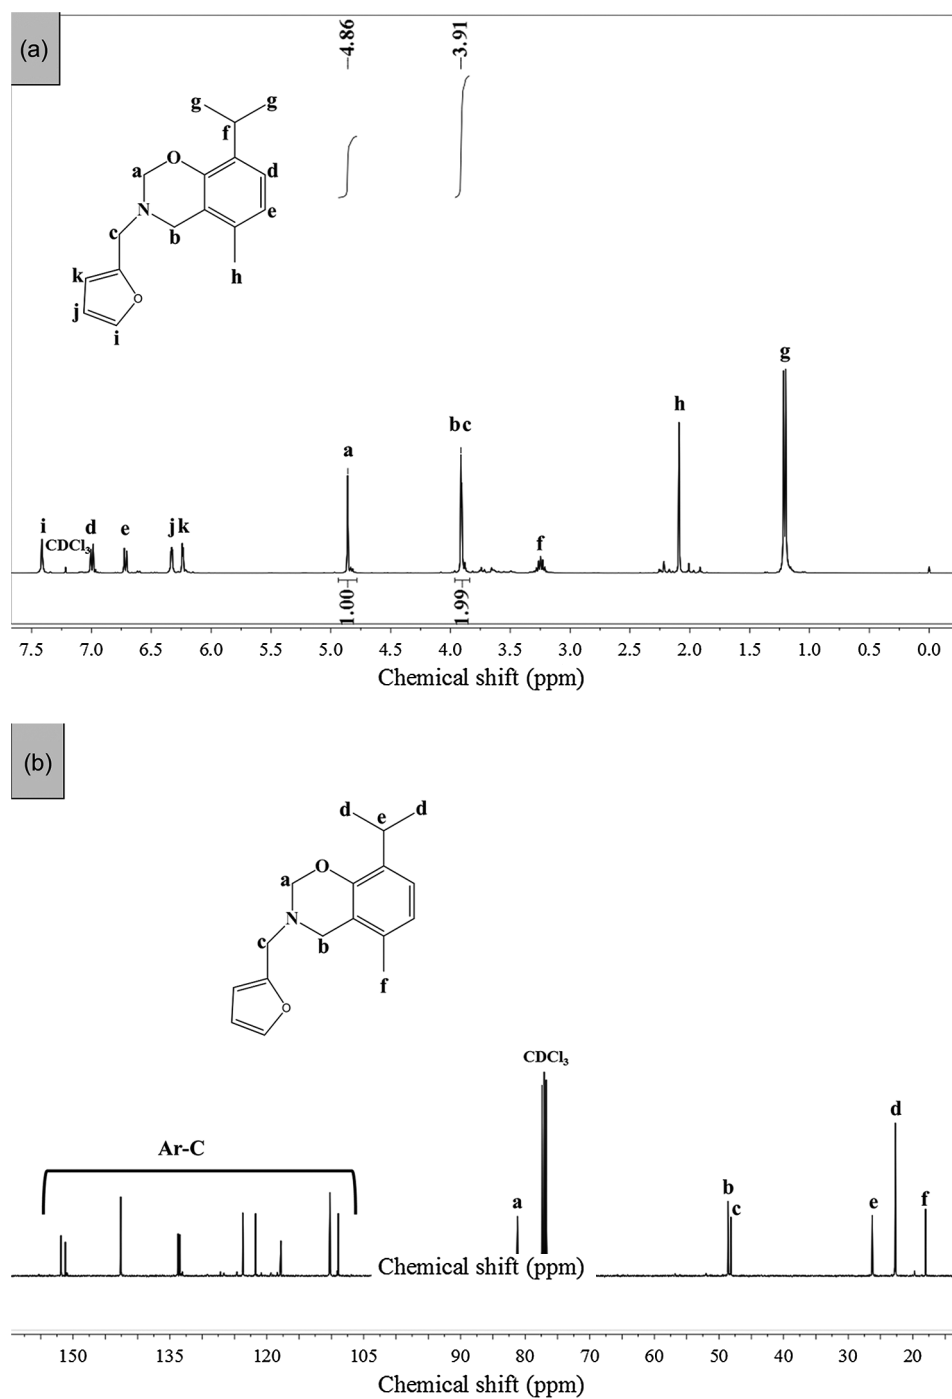 (a)
-4.86
-3.91
g
g
f
O
a
d
N
e
c
b
k
h
O
j
i
g
h
b c
a
i
d
e
j k
CDCl3
f
1.00
1.99
7.5 7.0 6.5 6.0 5.5 5.0 4.5 4.0 3.5 3.0 2.5 2.0 1.5 1.0 0.5 0.0
Chemical shift (ppm)
(b)
d
e
d
O
a
N
c
b
f
O
CDCl3
Ar-C
d
a
b
c
e
f
Chemical shift (ppm)
150 135 120 105 90 80 70 60 50 40 30 20
Chemical shift (ppm)